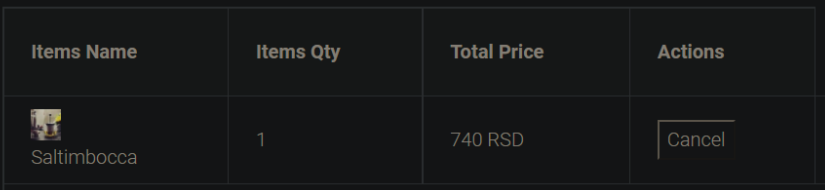 Items Name Items Qty Total Price Actions
Saltimbocca 1 740 RSD Cancel